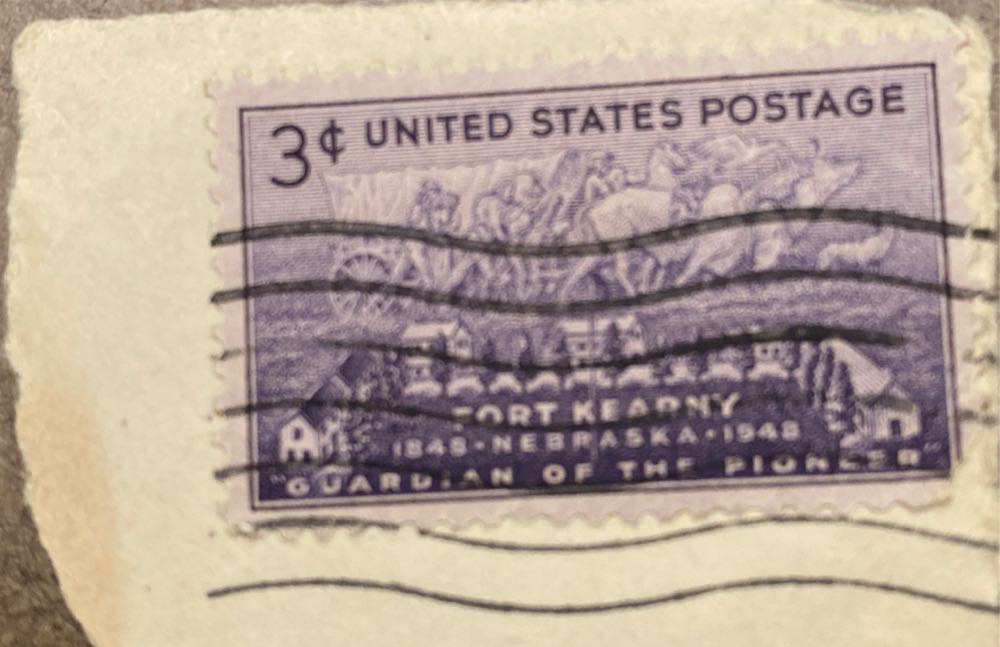 3¢ UNITED STATES POSTAGE
FORT KEARNY
1848-NEBRASKA-1948
"GUARDIAN OF THE PIONEER"